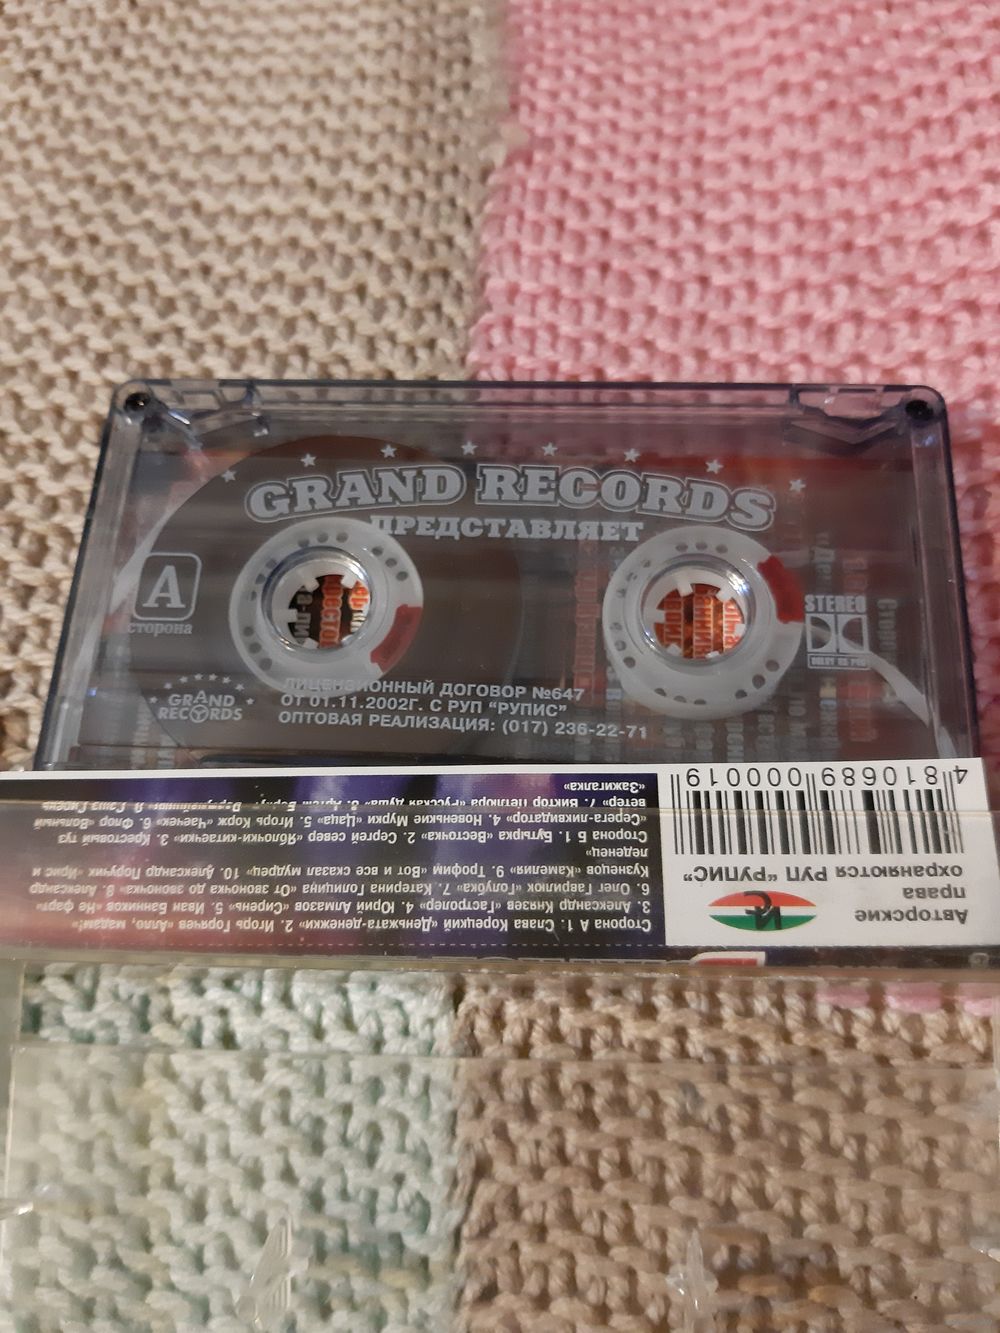 GRAND RECORDS
ПРЕДСТАВЛЯЕТ
A
сторона
STEREO
GRAND
RECORDS
ЛИЦЕНЗИОННЫЙ ДОГОВОР №647
ОТ 01.11.2002Г. С РУП "РУПИС"
ОПТОВАЯ РЕАЛИЗАЦИЯ: (017) 236-22-71
Авторские
права
охраняются РУП "РУПИС"
4 810689 000019
Сторона А 1: Слава Корецкий «Деньжата-денежки» 2. Игорь Горячев «Алло, мадам!»
3. Александр Князев «Гастролер» 4. Юрий Алмазов «Сирень» 5. Иван Банников «Не фарт»
6. Олег Гаврилюк «Голубка» 7. Катерина Голицина «От звоночка до звоночка» 8. Александр
Кузнецов «Камелия» 9. Трофим «Вот и все сказал мудрец» 10. Александр Поручик «Ирис и
леденец»
Сторона Б 1. Бутырка «Весточка» 2. Сергей север «Яблочки-китаечки» 3. Крестовый туз
«Серега-ликвидатор» 4. Новенькие Мурки «Цаца» 5. Игорь Корж «Чаечка» 6. Флор «Вольный
ветер» 7. Виктор Петлюра «Русская душа» 8.
«Зажигалка»